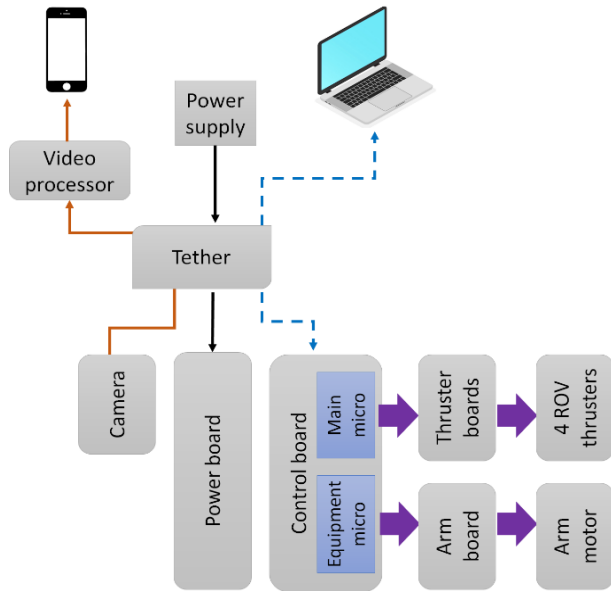 Power
supply
Video
processor
Tether
Camera
Power board
Control board
Main
micro
Equipment
micro
Thruster
boards
4 ROV
thrusters
Arm
board
Arm
motor